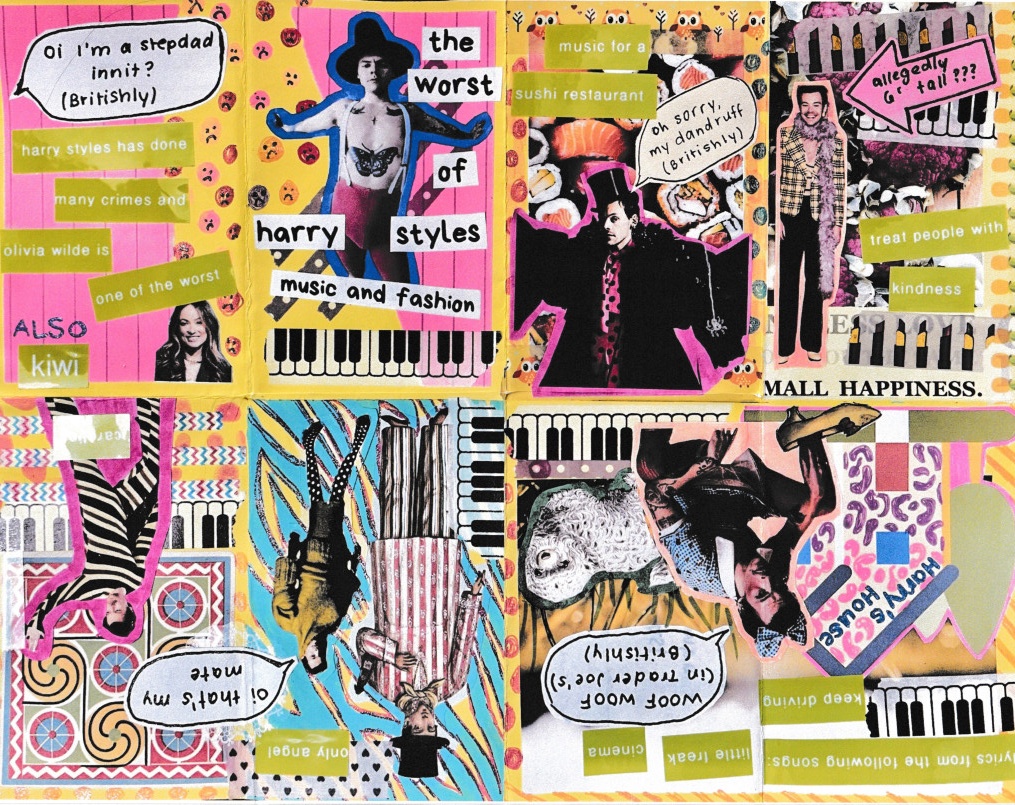 Oi I'm a stepdad
innit?
(Britishly)
harry styles has done
many crimes and
olivia wilde is
one of the worst
ALSO
kiwi
the
worst
of
harry styles
music and fashion
music for a
sushi restaurant
oh sorry,
my dandruff
(Britishly)
allegedly
6" tall ???
treat people with
kindness
MALL HAPPINESS.
oi that's my
mate
only angel
lyrics from the following songs:
keep driving
little freak
cinema
WOOF WOOF
(in Trader Joe's)
(Britishly)
Harry's
House